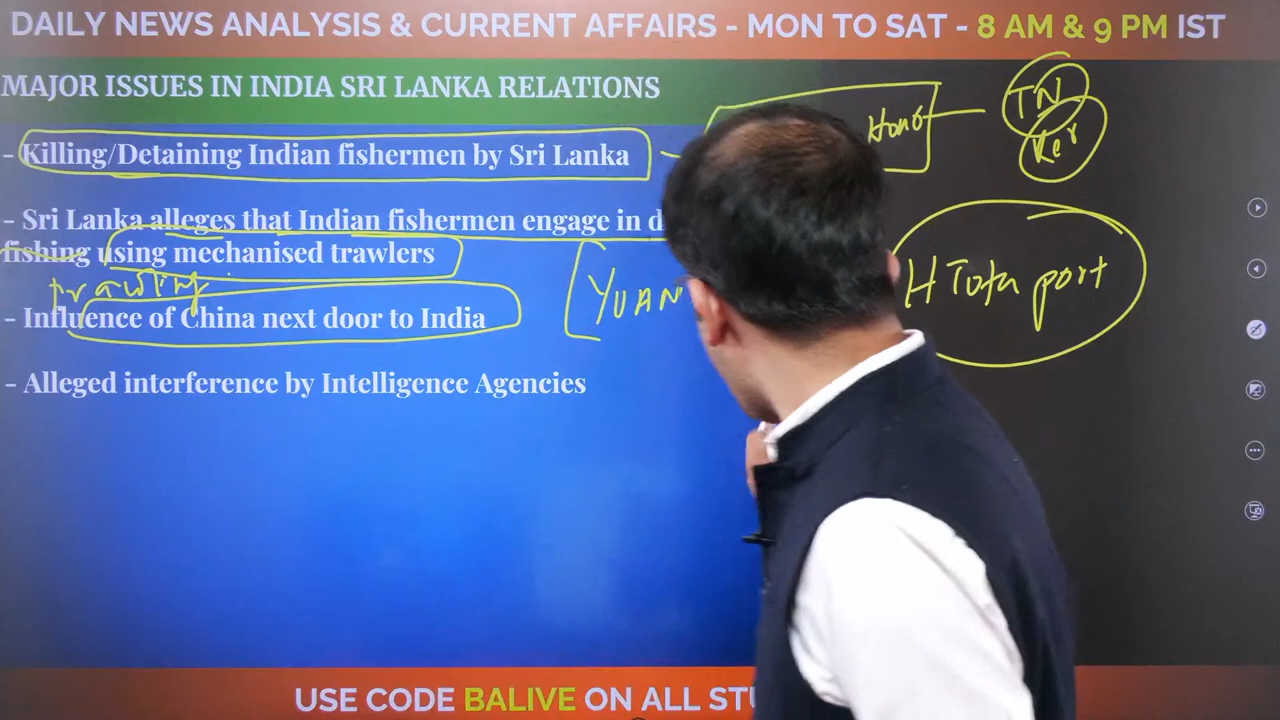 DAILY NEWS ANALYSIS & CURRENT AFFAIRS - MON TO SAT - 8 AM & 9 PM IST
MAJOR ISSUES IN INDIA SRI LANKA RELATIONS
TN
Ker
- Killing/Detaining Indian fishermen by Sri Lanka
- Sri Lanka alleges that Indian fishermen engage in
fishing using mechanised trawlers
YUAN
H Tota port
- Influence of China next door to India
- Alleged interference by Intelligence Agencies
USE CODE BALIVE ON ALL